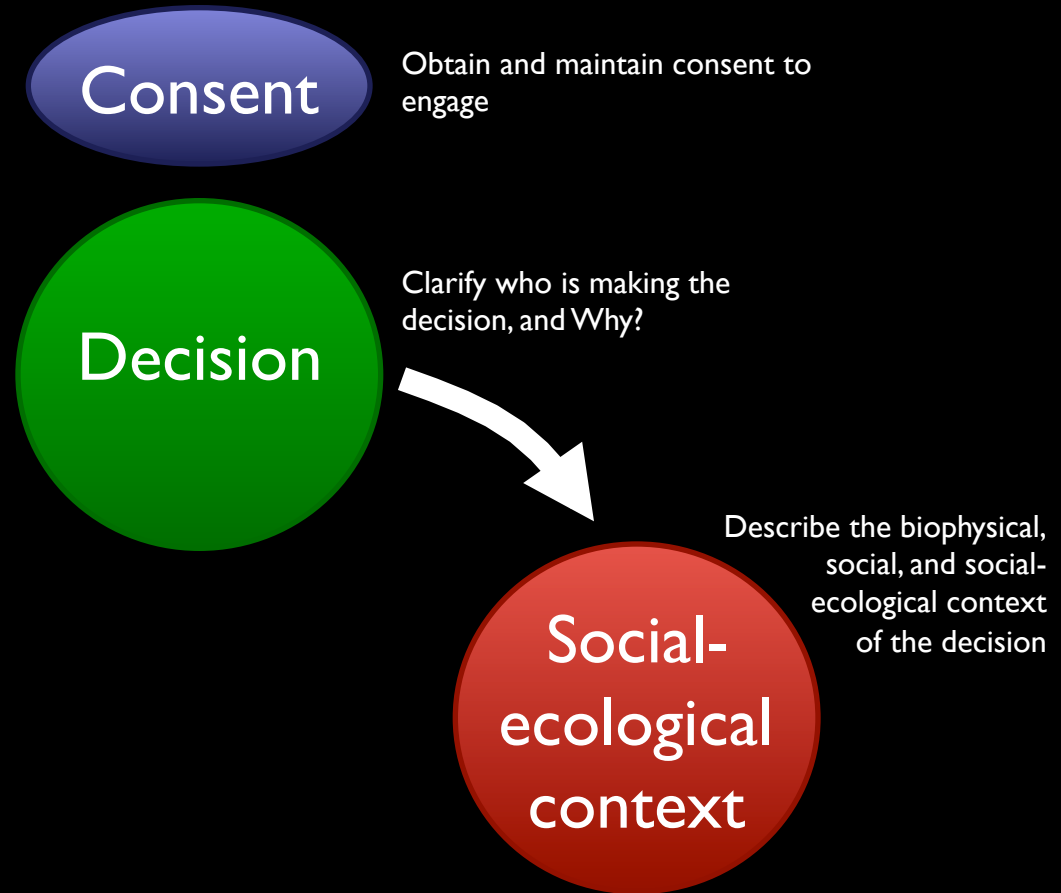 Consent
Obtain and maintain consent to
engage
Decision
Clarify who is making the
decision, and Why?
Describe the biophysical,
social, and social-
ecological context
of the decision
Social-
ecological
context